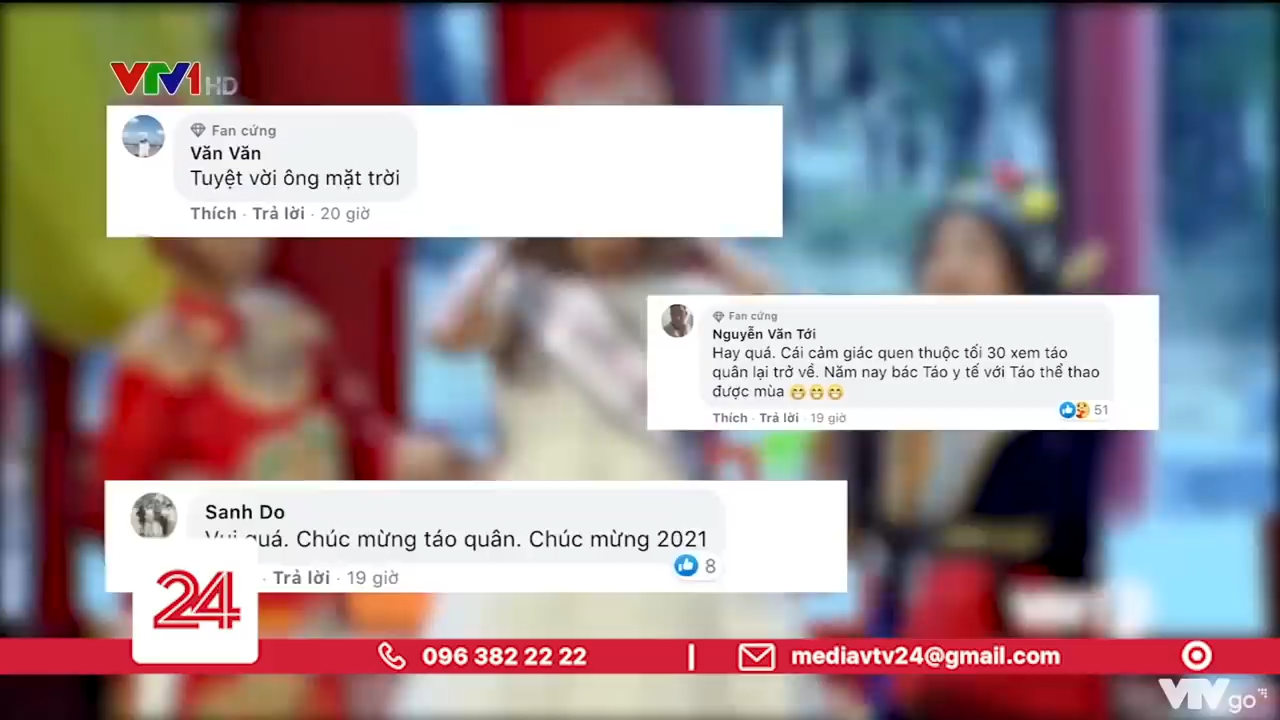 VTV1 HD
Fan cứng
Văn Văn
Tuyệt vời ông mặt trời
Thích · Trả lời · 20 giờ
Fan cứng
Nguyễn Văn Tới
Hay quá. Cái cảm giác quen thuộc tối 30 xem táo
quân lại trở về. Năm nay bác Táo y tế với Táo thể thao
được mùa 😁😁😁
Thích · Trả lời · 19 giờ
51
Sanh Do
Vui quá. Chúc mừng táo quân. Chúc mừng 2021
8
· Trả lời · 19 giờ
24
096 382 22 22 | mediavtv24@gmail.com
VTVgo